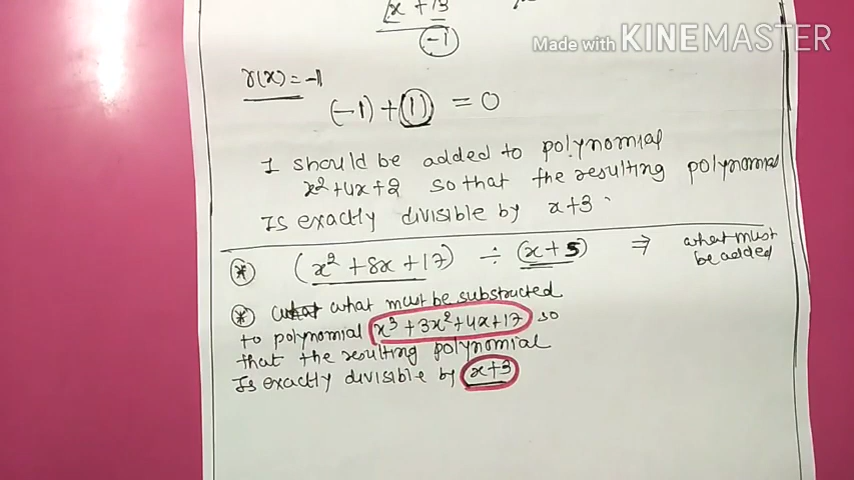 x + 13
-1
Made with KINEMASTER
r(x) = -1
(-1) + (1) = 0
1 should be added to polynomial
x² + 4x + 2 so that the resulting polynomial
Is exactly divisible by x + 3
* (x² + 8x + 17) ÷ (x + 5) ⇒ what must
be added
* what must be substructed
to polynomial x³ + 3x² + 4x + 17 so
that the resulting polynomial
Is exactly divisible by x + 3